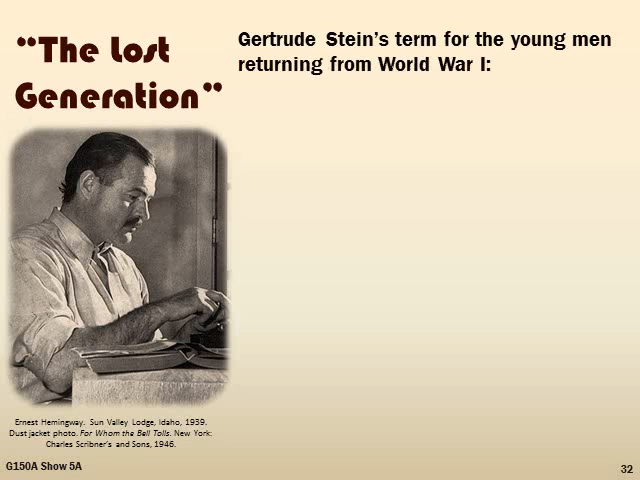 “The Lost
Generation”
Gertrude Stein’s term for the young men
returning from World War I:
Ernest Hemingway. Sun Valley Lodge, Idaho, 1939.
Dust jacket photo. For Whom the Bell Tolls. New York:
Charles Scribner’s and Sons, 1946.
G150A Show 5A
32